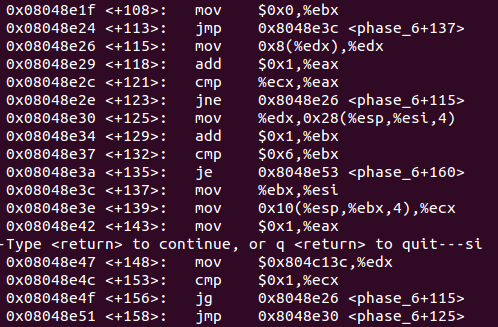 0x08048e1f <+108>: mov $0x0,%ebx
0x08048e24 <+113>: jmp 0x8048e3c <phase_6+137>
0x08048e26 <+115>: mov 0x8(%edx),%edx
0x08048e29 <+118>: add $0x1,%eax
0x08048e2c <+121>: cmp %ecx,%eax
0x08048e2e <+123>: jne 0x8048e26 <phase_6+115>
0x08048e30 <+125>: mov %edx,0x28(%esp,%esi,4)
0x08048e34 <+129>: add $0x1,%ebx
0x08048e37 <+132>: cmp $0x6,%ebx
0x08048e3a <+135>: je 0x8048e53 <phase_6+160>
0x08048e3c <+137>: mov %ebx,%esi
0x08048e3e <+139>: mov 0x10(%esp,%ebx,4),%ecx
0x08048e42 <+143>: mov $0x1,%eax
-Type <return> to continue, or q <return> to quit---si
0x08048e47 <+148>: mov $0x804c13c,%edx
0x08048e4c <+153>: cmp $0x1,%ecx
0x08048e4f <+156>: jg 0x8048e26 <phase_6+115>
0x08048e51 <+158>: jmp 0x8048e30 <phase_6+125>